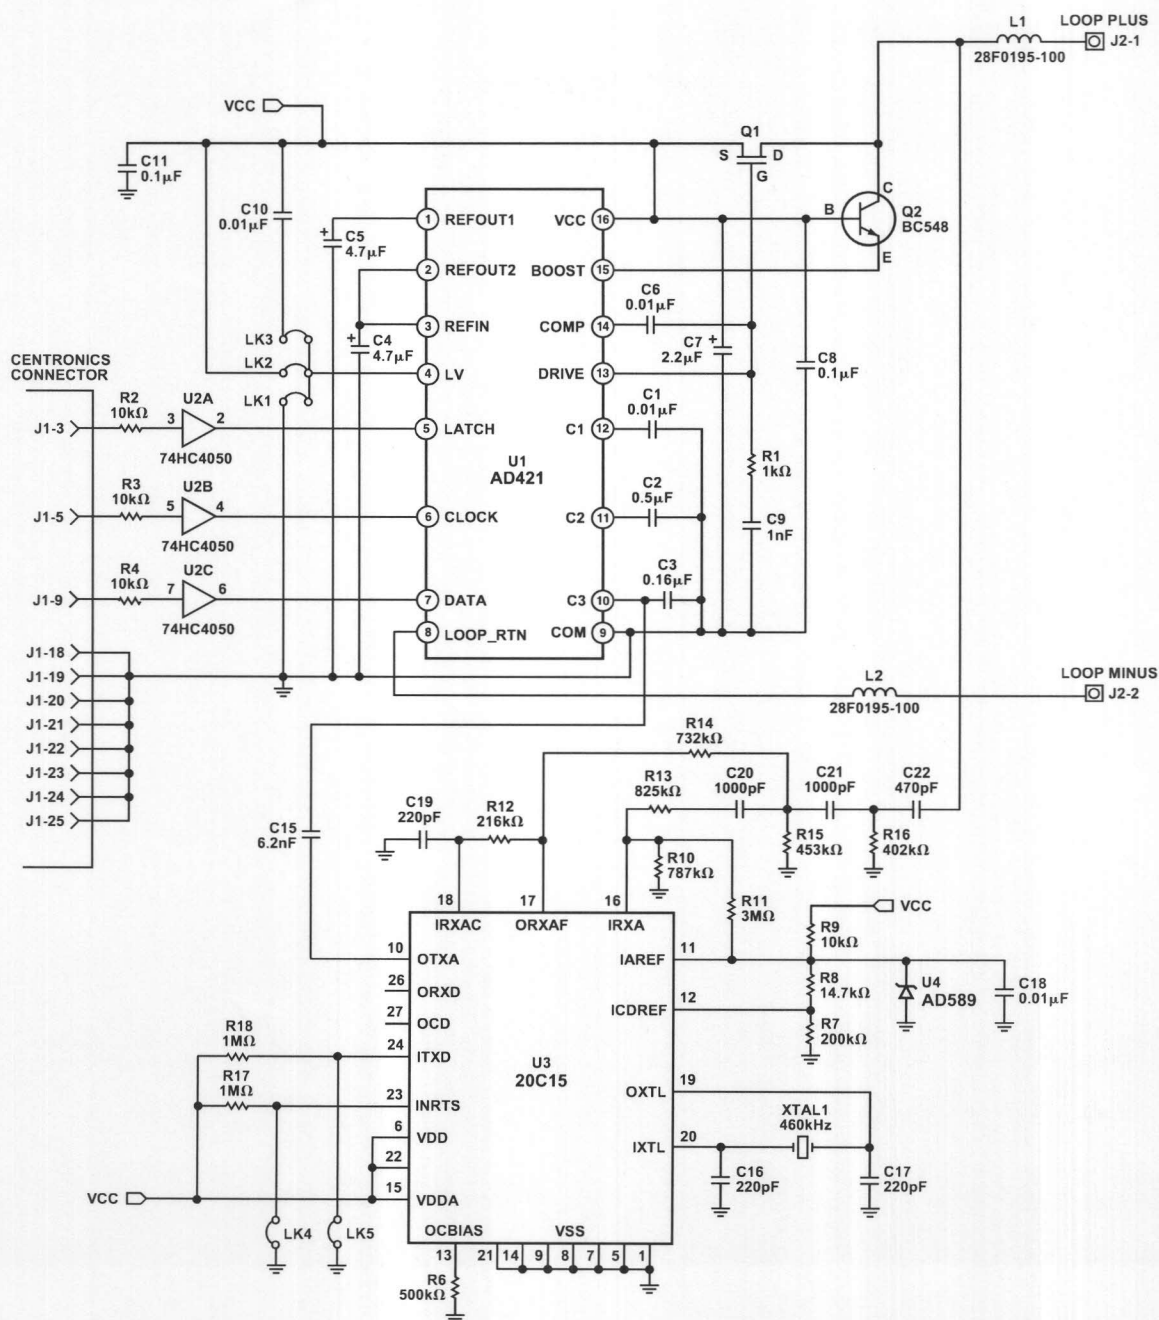 L1
LOOP PLUS
J2-1
28F0195-100
VCC
Q1
S
D
G
C11
0.1µF
C10
0.01µF
C
B
Q2
BC548
E
1
REFOUT1
VCC
16
+
C5
4.7µF
2
REFOUT2
BOOST
15
C6
0.01µF
3
REFIN
COMP
14
+
C4
4.7µF
C7
2.2µF
+
C8
0.1µF
LK3
LK2
LK1
4
LV
DRIVE
13
CENTRONICS
CONNECTOR
R2
10kΩ
U2A
J1-3
3
2
74HC4050
5
LATCH
C1
12
C1
0.01µF
U1
AD421
R1
1kΩ
R3
10kΩ
U2B
J1-5
5
4
74HC4050
6
CLOCK
C2
11
C2
0.5µF
C9
1nF
R4
10kΩ
U2C
J1-9
7
6
74HC4050
7
DATA
C3
10
C3
0.16µF
8
LOOP_RTN
COM
9
J1-18
J1-19
J1-20
J1-21
J1-22
J1-23
J1-24
J1-25
L2
28F0195-100
LOOP MINUS
J2-2
R14
732kΩ
R13
825kΩ
C20
1000pF
C21
1000pF
C22
470pF
C19
220pF
R12
216kΩ
C15
6.2nF
R15
453kΩ
R16
402kΩ
R10
787kΩ
R11
3MΩ
VCC
18
17
16
IRXAC
ORXAF
IRXA
R9
10kΩ
10
OTXA
IAREF
11
26
ORXD
R8
14.7kΩ
U4
AD589
C18
0.01µF
27
OCD
ICDREF
12
R7
200kΩ
R18
1MΩ
24
ITXD
U3
20C15
R17
1MΩ
23
INRTS
OXTL
19
XTAL1
460kHz
6
VDD
IXTL
20
22
C16
220pF
C17
220pF
VCC
15
VDDA
LK4
LK5
OCBIAS
VSS
13
21
14
9
8
7
5
1
R6
500kΩ